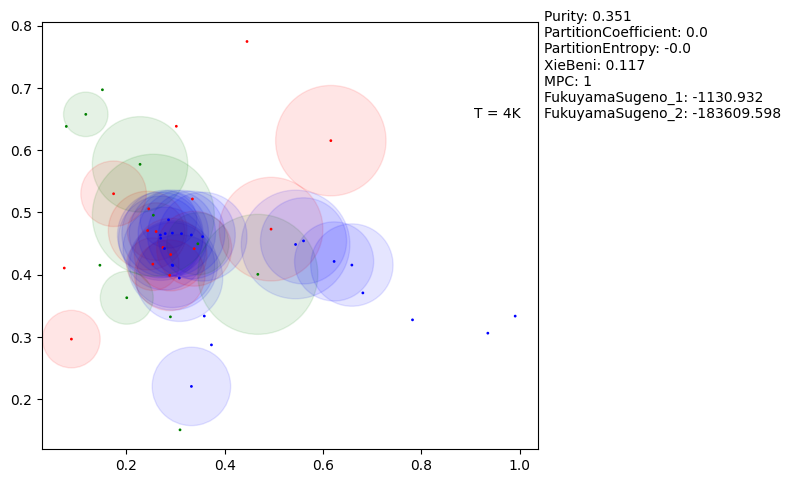 Purity: 0.351
PartitionCoefficient: 0.0
PartitionEntropy: -0.0
XieBeni: 0.117
MPC: 1
FukuyamaSugeno_1: -1130.932
FukuyamaSugeno_2: -183609.598
T = 4K
0.8
0.7
0.6
0.5
0.4
0.3
0.2
0.2 0.4 0.6 0.8 1.0